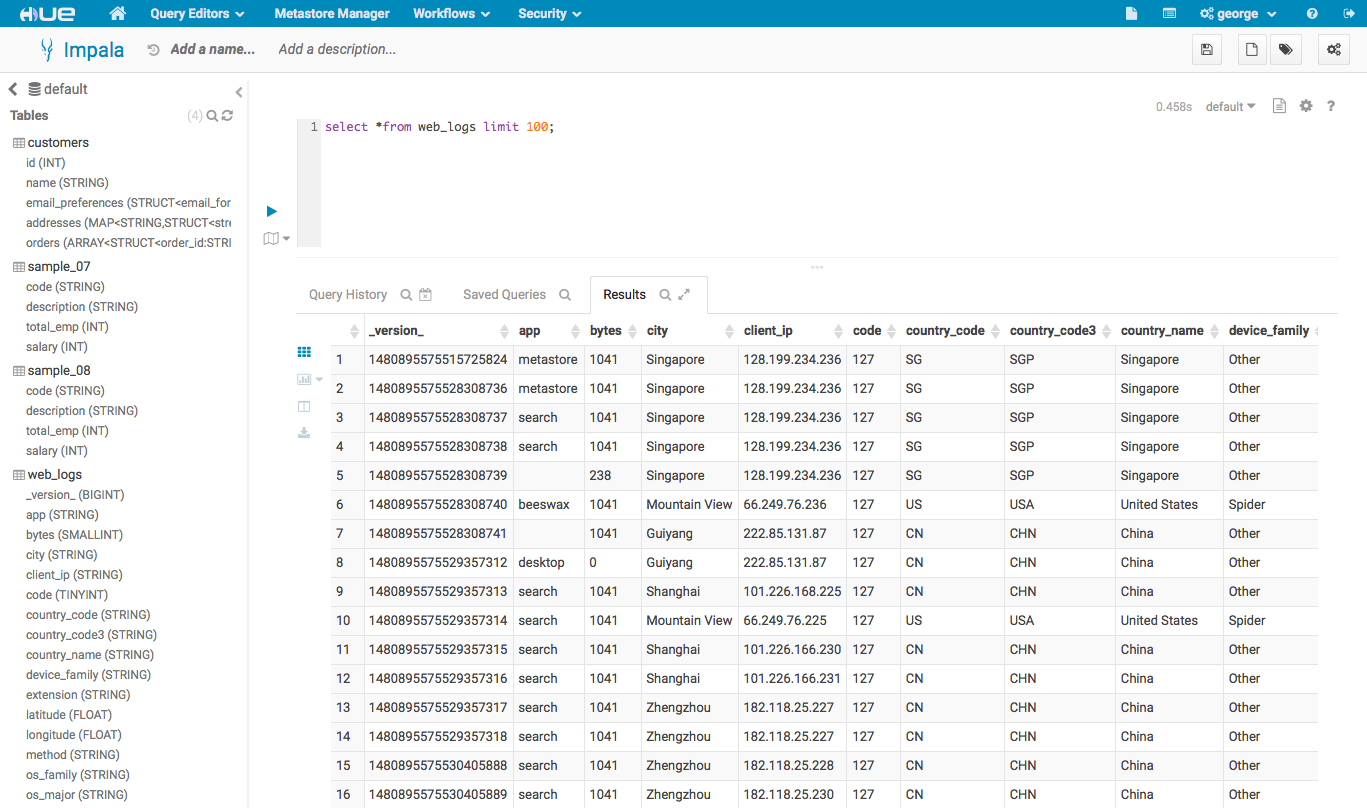 HUE Query Editors Metastore Manager Workflows Security george
Impala Add a name... Add a description...
default
Tables (4)
customers
id (INT)
name (STRING)
email_preferences (STRUCT<email_for
addresses (MAP<STRING,STRUCT<stre
orders (ARRAY<STRUCT<order_id:STRI
sample_07
code (STRING)
description (STRING)
total_emp (INT)
salary (INT)
sample_08
code (STRING)
description (STRING)
total_emp (INT)
salary (INT)
web_logs
_version_ (BIGINT)
app (STRING)
bytes (SMALLINT)
city (STRING)
client_ip (STRING)
code (TINYINT)
country_code (STRING)
country_code3 (STRING)
country_name (STRING)
device_family (STRING)
extension (STRING)
latitude (FLOAT)
longitude (FLOAT)
method (STRING)
os_family (STRING)
os_major (STRING)
0.458s default ?
1 select *from web_logs limit 100;
Query History Saved Queries Results
_version_ app bytes city client_ip code country_code country_code3 country_name device_family
1 1480895575515725824 metastore 1041 Singapore 128.199.234.236 127 SG SGP Singapore Other
2 1480895575528308736 metastore 1041 Singapore 128.199.234.236 127 SG SGP Singapore Other
3 1480895575528308737 search 1041 Singapore 128.199.234.236 127 SG SGP Singapore Other
4 1480895575528308738 search 1041 Singapore 128.199.234.236 127 SG SGP Singapore Other
5 1480895575528308739 238 Singapore 128.199.234.236 127 SG SGP Singapore Other
6 1480895575528308740 beeswax 1041 Mountain View 66.249.76.236 127 US USA United States Spider
7 1480895575528308741 1041 Guiyang 222.85.131.87 127 CN CHN China Other
8 1480895575529357312 desktop 0 Guiyang 222.85.131.87 127 CN CHN China Other
9 1480895575529357313 search 1041 Shanghai 101.226.168.225 127 CN CHN China Other
10 1480895575529357314 search 1041 Mountain View 66.249.76.225 127 US USA United States Spider
11 1480895575529357315 search 1041 Shanghai 101.226.166.230 127 CN CHN China Other
12 1480895575529357316 search 1041 Shanghai 101.226.166.231 127 CN CHN China Other
13 1480895575529357317 search 1041 Zhengzhou 182.118.25.227 127 CN CHN China Other
14 1480895575529357318 search 1041 Zhengzhou 182.118.25.227 127 CN CHN China Other
15 1480895575530405888 search 1041 Zhengzhou 182.118.25.228 127 CN CHN China Other
16 1480895575530405889 search 1041 Zhengzhou 182.118.25.230 127 CN CHN China Other